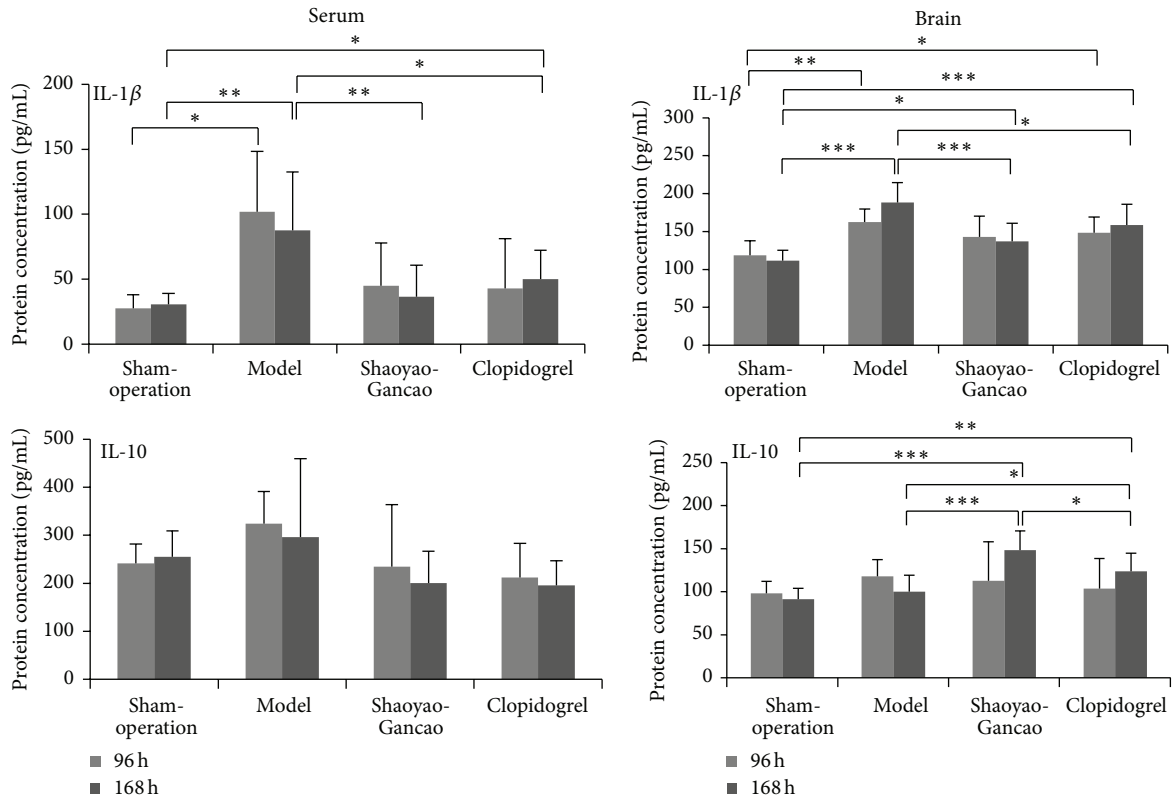 Serum
Brain
*
*
**
**
*
IL-1β
Protein concentration (pg/mL)
200
150
100
50
0
Sham-
operation
Model
Shaoyao-
Gancao
Clopidogrel
*
**
***
*
*
***
***
IL-1β
Protein concentration (pg/mL)
300
250
200
150
100
50
0
Sham-
operation
Model
Shaoyao-
Gancao
Clopidogrel
IL-10
Protein concentration (pg/mL)
500
400
300
200
100
0
Sham-
operation
Model
Shaoyao-
Gancao
Clopidogrel
**
***
*
***
*
IL-10
Protein concentration (pg/mL)
250
200
150
100
50
0
Sham-
operation
Model
Shaoyao-
Gancao
Clopidogrel
96 h
168 h
96 h
168 h